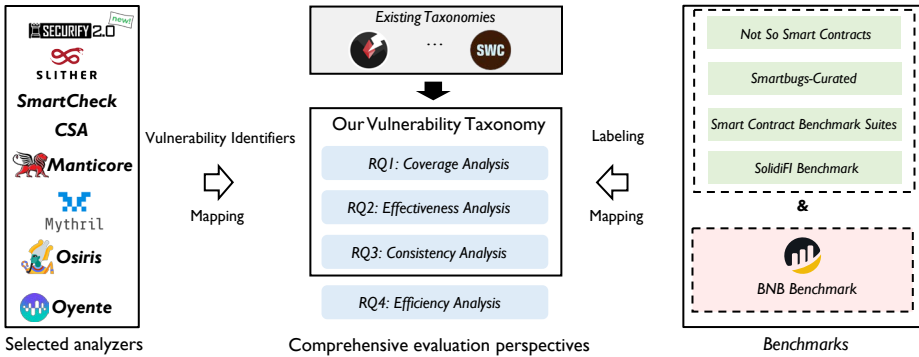 new!
SECURIFY 2.0
SLITHER
SmartCheck
CSA
Manticore
Mythril
Osiris
Oyente
Selected analyzers
Vulnerability Identifiers
Mapping
Existing Taxonomies
...
SWC
Our Vulnerability Taxonomy
RQ1: Coverage Analysis
RQ2: Effectiveness Analysis
RQ3: Consistency Analysis
RQ4: Efficiency Analysis
Comprehensive evaluation perspectives
Labeling
Mapping
Not So Smart Contracts
Smartbugs-Curated
Smart Contract Benchmark Suites
SolidiFI Benchmark
&
BNB Benchmark
Benchmarks